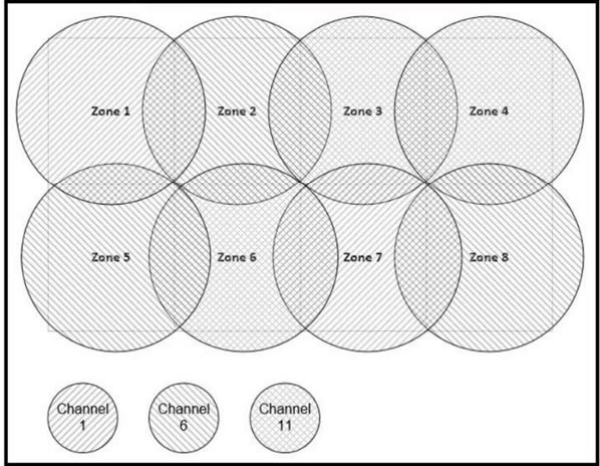 Zone 1
Zone 2
Zone 3
Zone 4
Zone 5
Zone 6
Zone 7
Zone 8
Channel
1
Channel
6
Channel
11